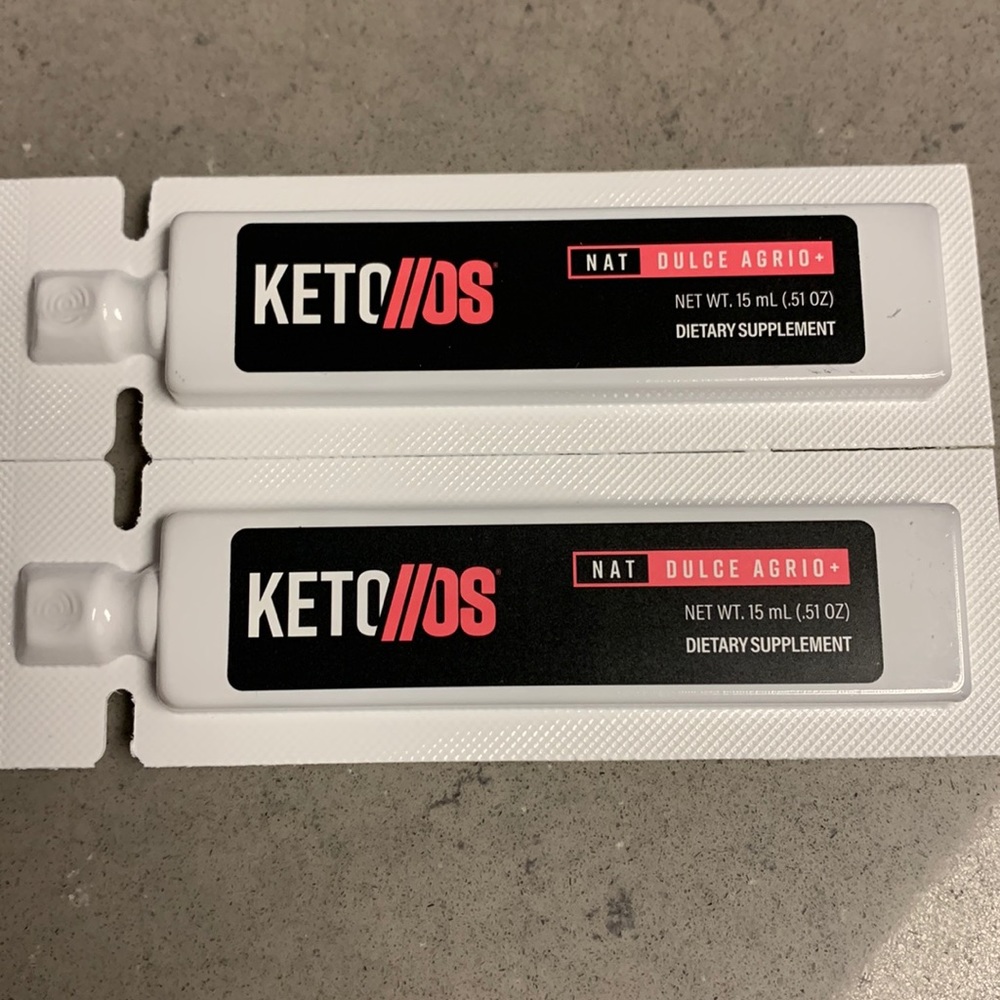 KETO//OS®
NAT DULCE AGRIO+
NET WT. 15 mL (.51 OZ)
DIETARY SUPPLEMENT
KETO//OS®
NAT DULCE AGRIO+
NET WT. 15 mL (.51 OZ)
DIETARY SUPPLEMENT